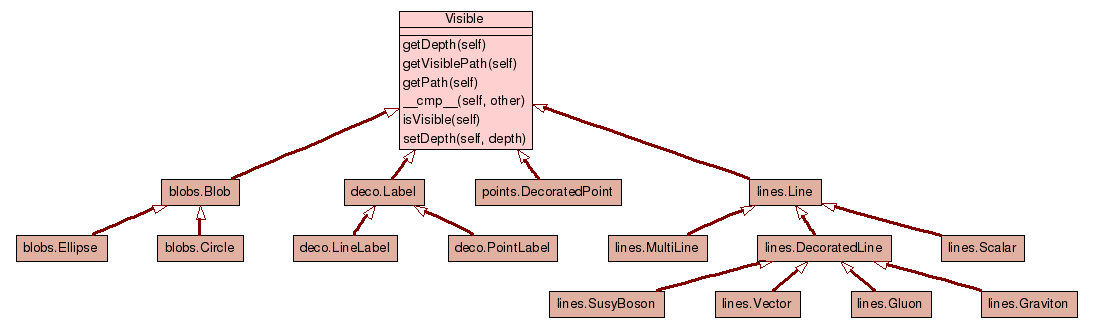 Visible
getDepth(self)
getVisiblePath(self)
getPath(self)
__cmp__(self, other)
isVisible(self)
setDepth(self, depth)
blobs.Blob
deco.Label
points.DecoratedPoint
lines.Line
blobs.Ellipse
blobs.Circle
deco.LineLabel
deco.PointLabel
lines.MultiLine
lines.DecoratedLine
lines.Scalar
lines.SusyBoson
lines.Vector
lines.Gluon
lines.Graviton